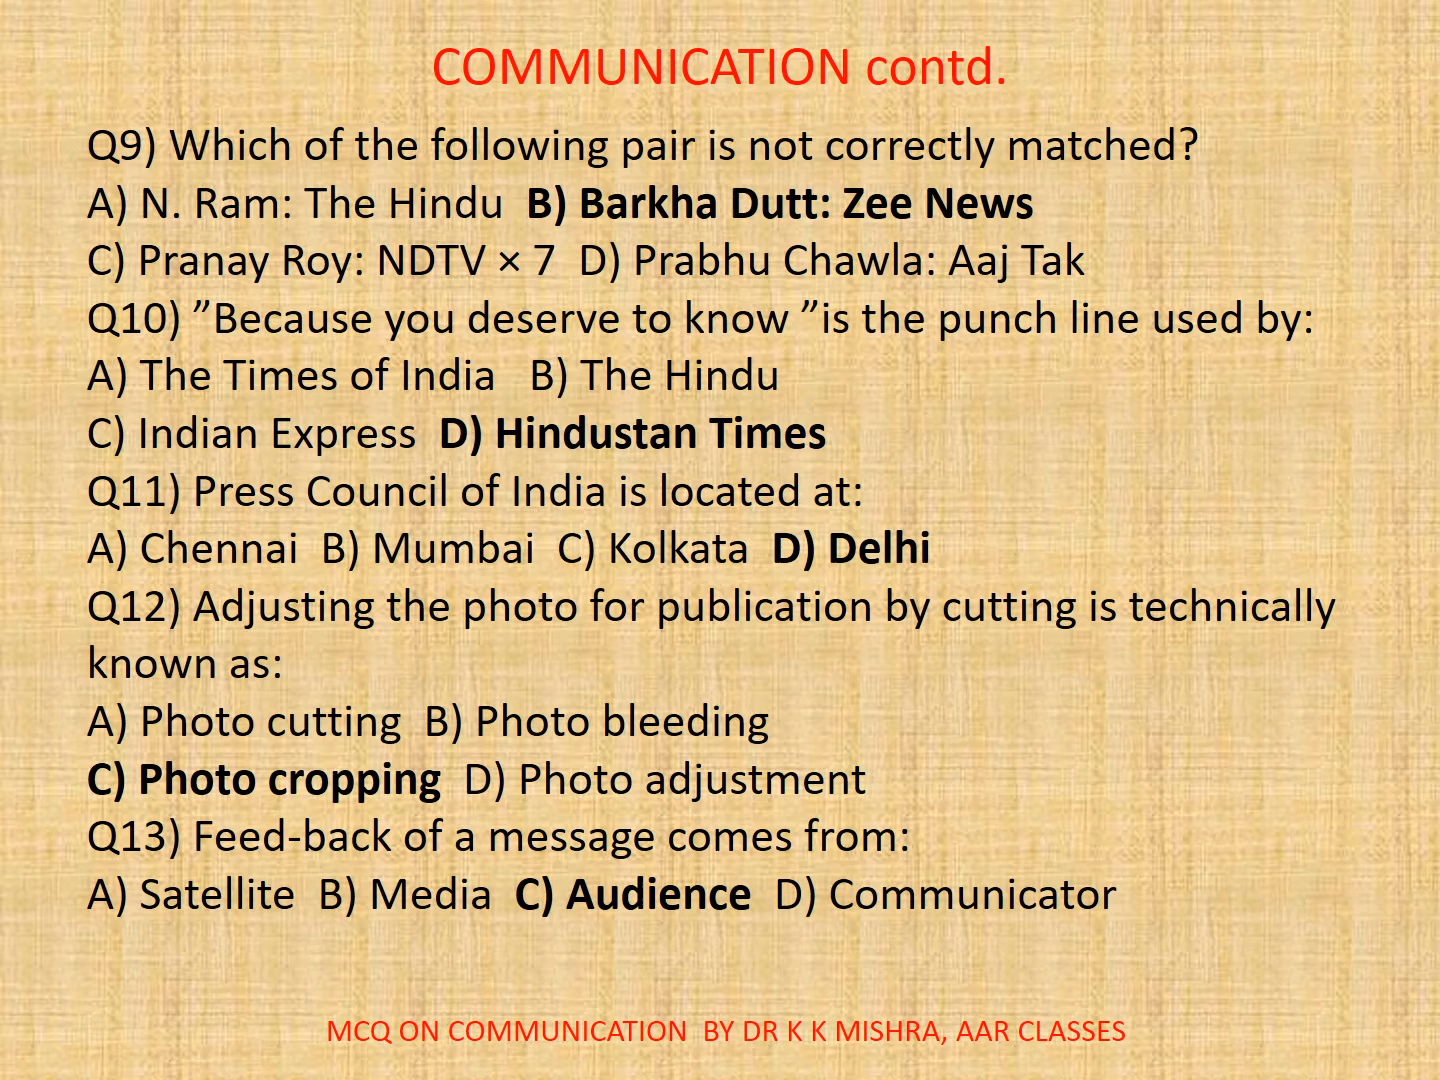 COMMUNICATION contd.
Q9) Which of the following pair is not correctly matched?
A) N. Ram: The Hindu  B) Barkha Dutt: Zee News
C) Pranay Roy: NDTV × 7  D) Prabhu Chawla: Aaj Tak
Q10) ”Because you deserve to know ”is the punch line used by:
A) The Times of India   B) The Hindu
C) Indian Express  D) Hindustan Times
Q11) Press Council of India is located at:
A) Chennai  B) Mumbai  C) Kolkata  D) Delhi
Q12) Adjusting the photo for publication by cutting is technically
known as:
A) Photo cutting  B) Photo bleeding
C) Photo cropping  D) Photo adjustment
Q13) Feed-back of a message comes from:
A) Satellite  B) Media  C) Audience  D) Communicator
MCQ ON COMMUNICATION  BY DR K K MISHRA, AAR CLASSES